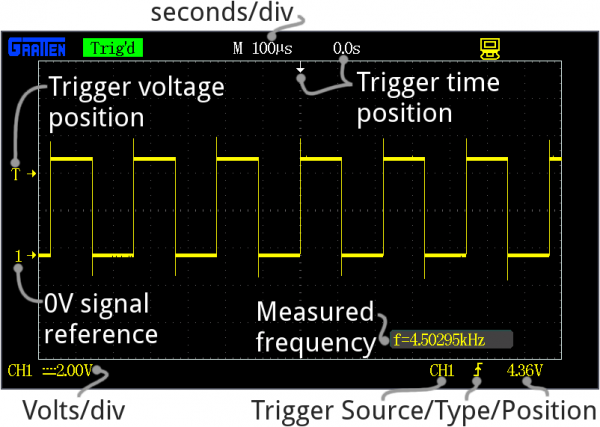 seconds/div
GRATTEN Trig'd M 100µs 0.0s
Trigger voltage
position
Trigger time
position
T
1
0V signal
reference
Measured
frequency
f=4.50295kHz
CH1 2.00V CH1 4.36V
Volts/div
Trigger Source/Type/Position